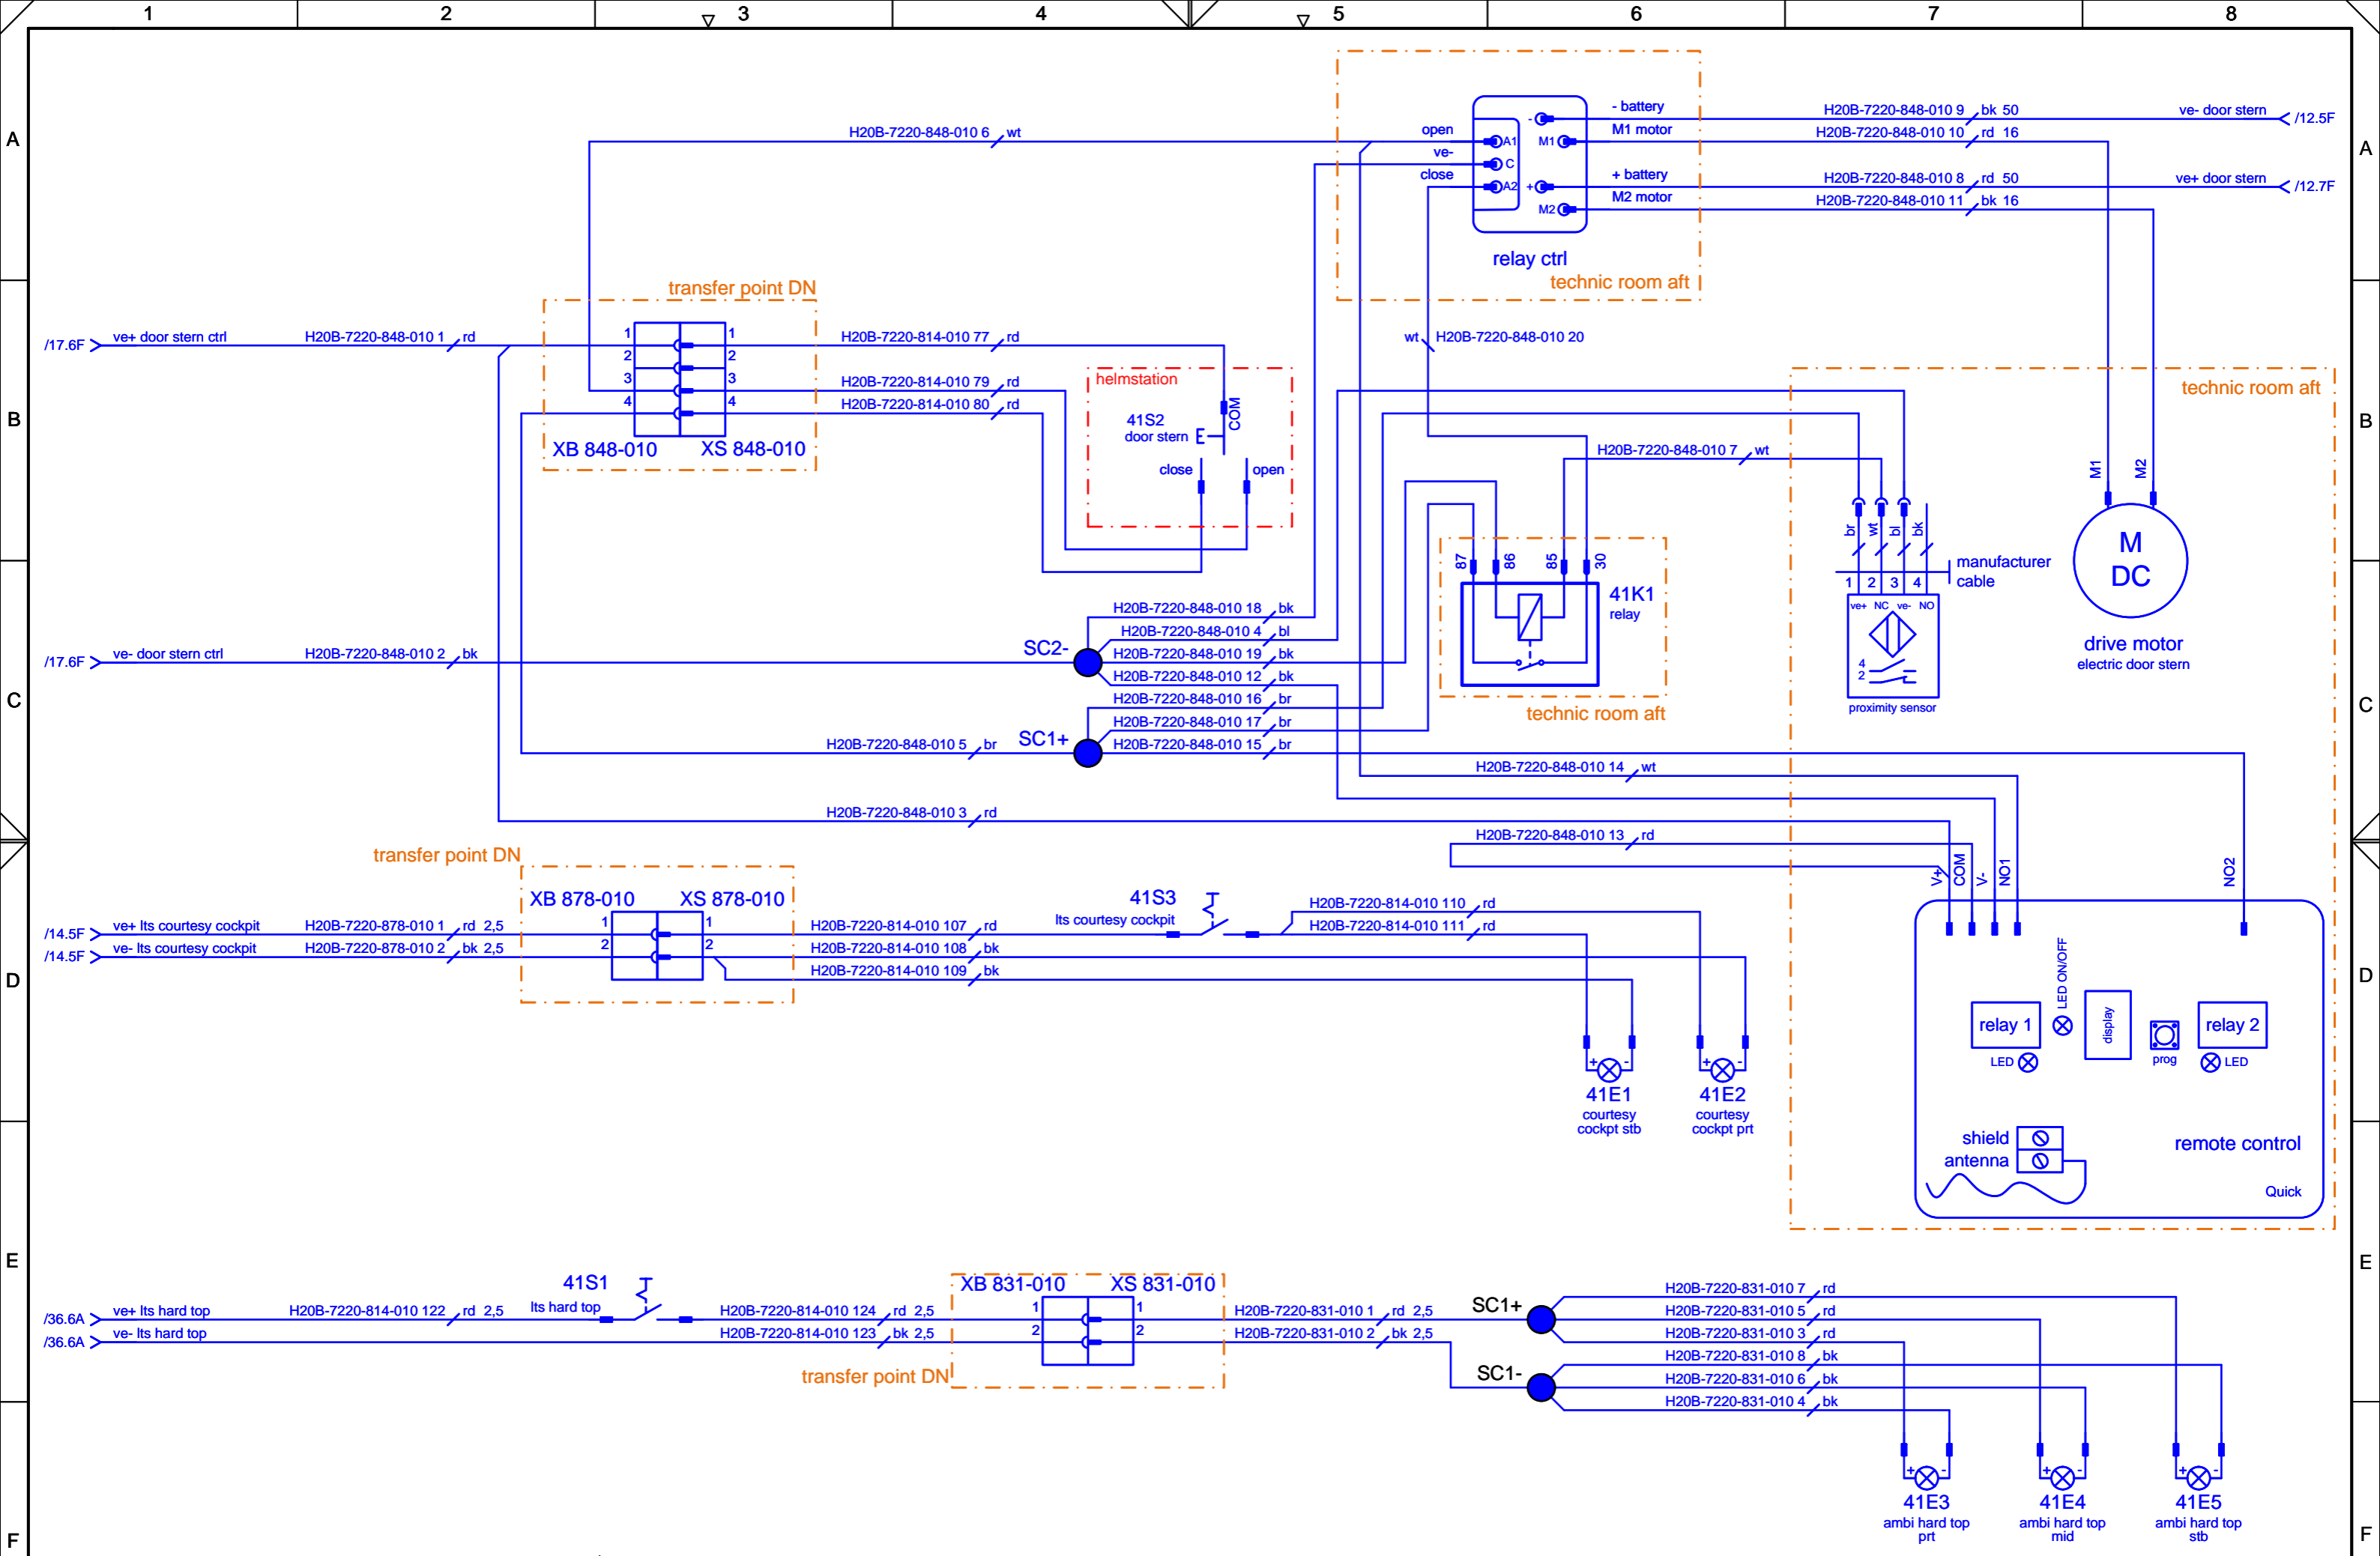 1 2 3 4 5 6 7 8
A
A
B
B
C
C
D
D
E
E
F
F
H20B-7220-848-010 6 wt
open
ve-
close
A1
C
A2
-
M1
+
M2
- battery
M1 motor
+ battery
M2 motor
relay ctrl
technic room aft
H20B-7220-848-010 9 bk 50
H20B-7220-848-010 10 rd 16
H20B-7220-848-010 8 rd 50
H20B-7220-848-010 11 bk 16
ve- door stern /12.5F
ve+ door stern /12.7F
transfer point DN
/17.6F ve+ door stern ctrl H20B-7220-848-010 1 rd
1 1
2 2
3 3
4 4
XB 848-010 XS 848-010
H20B-7220-814-010 77 rd
H20B-7220-814-010 79 rd
H20B-7220-814-010 80 rd
helmstation
41S2
door stern
COM
close open
wt H20B-7220-848-010 20
H20B-7220-848-010 7 wt
technic room aft
87 86 85 30
41K1
relay
technic room aft
br wt bl bk
manufacturer
cable
1 2 3 4
ve+ NC ve- NO
4
2
proximity sensor
M1 M2
M
DC
drive motor
electric door stern
/17.6F ve- door stern ctrl H20B-7220-848-010 2 bk
SC2-
H20B-7220-848-010 18 bk
H20B-7220-848-010 4 bl
H20B-7220-848-010 19 bk
H20B-7220-848-010 12 bk
H20B-7220-848-010 16 br
H20B-7220-848-010 17 br
H20B-7220-848-010 5 br SC1+ H20B-7220-848-010 15 br
H20B-7220-848-010 14 wt
H20B-7220-848-010 3 rd
H20B-7220-848-010 13 rd
V+ COM V- NO1 NO2
transfer point DN
XB 878-010 XS 878-010
/14.5F ve+ lts courtesy cockpit H20B-7220-878-010 1 rd 2,5
/14.5F ve- lts courtesy cockpit H20B-7220-878-010 2 bk 2,5
1 1
2 2
H20B-7220-814-010 107 rd
H20B-7220-814-010 108 bk
H20B-7220-814-010 109 bk
41S3
lts courtesy cockpit
H20B-7220-814-010 110 rd
H20B-7220-814-010 111 rd
+ -
41E1
courtesy
cockpt stb
+ -
41E2
courtesy
cockpt prt
LED ON/OFF
relay 1
LED
display
prog
relay 2
LED
shield
antenna
remote control
Quick
/36.6A ve+ lts hard top H20B-7220-814-010 122 rd 2,5
/36.6A ve- lts hard top
41S1
lts hard top
H20B-7220-814-010 124 rd 2,5
H20B-7220-814-010 123 bk 2,5
transfer point DN
XB 831-010 XS 831-010
1 1
2 2
H20B-7220-831-010 1 rd 2,5
H20B-7220-831-010 2 bk 2,5
SC1+
SC1-
H20B-7220-831-010 7 rd
H20B-7220-831-010 5 rd
H20B-7220-831-010 3 rd
H20B-7220-831-010 8 bk
H20B-7220-831-010 6 bk
H20B-7220-831-010 4 bk
+ -
41E3
ambi hard top
prt
+ -
41E4
ambi hard top
mid
+ -
41E5
ambi hard top
stb